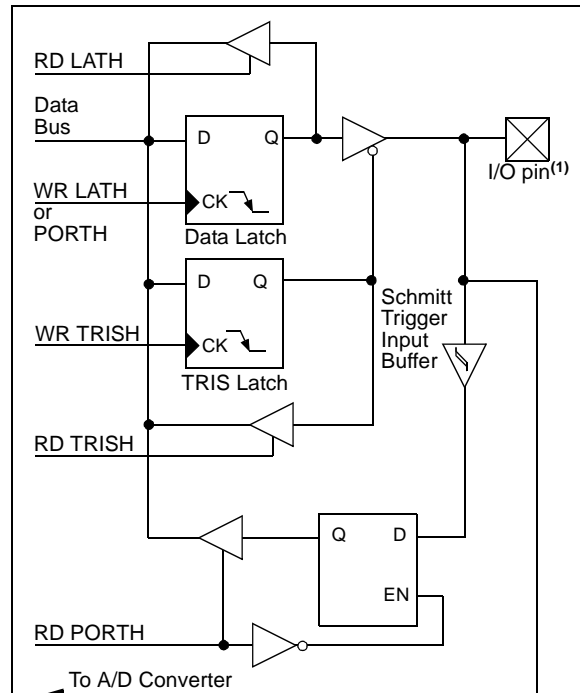 RD LATH
Data
Bus
D Q
I/O pin(1)
WR LATH
or
PORTH
CK
Data Latch
D Q
Schmitt
Trigger
Input
Buffer
WR TRISH
CK
TRIS Latch
RD TRISH
Q D
EN
RD PORTH
To A/D Converter